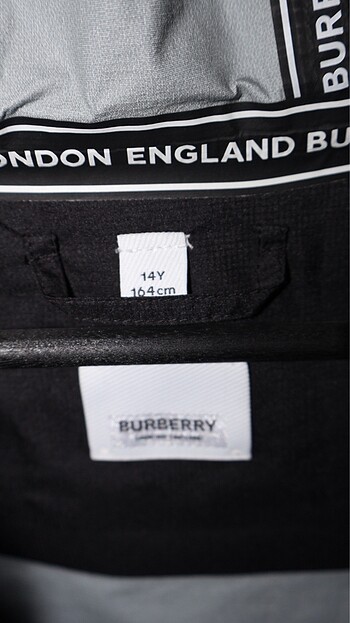 BURB
ONDON ENGLAND BU
14Y
164cm
BURBERRY
LONDON ENGLAND